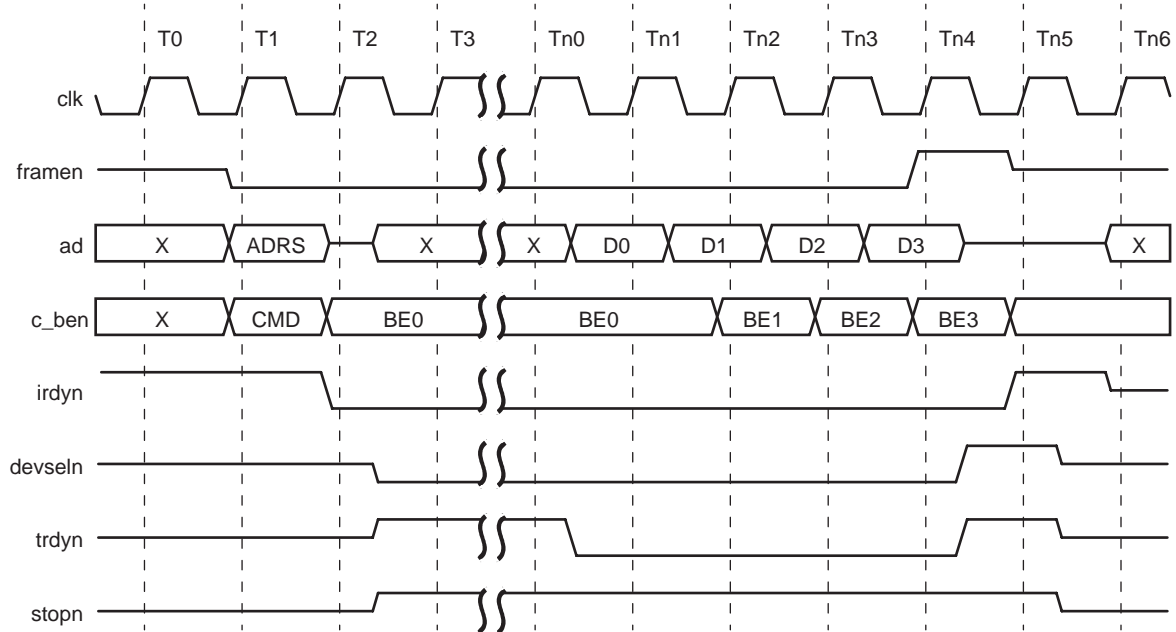 T0 T1 T2 T3 Tn0 Tn1 Tn2 Tn3 Tn4 Tn5 Tn6
clk
framen
ad X ADRS X X D0 D1 D2 D3 X
c_ben X CMD BE0 BE0 BE1 BE2 BE3
irdyn
devseln
trdyn
stopn